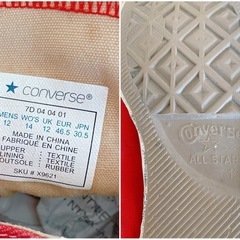 CONVERSE®
7D 04 04 01
MENS WO'S UK EUR JPN
12 14 12 46.5 30.5
MADE IN CHINA
FABRIQUÉ EN CHINE
UPPER : TEXTILE
LINING : TEXTILE
OUTSOLE : RUBBER
SKU # X9621
converse®
ALL STAR